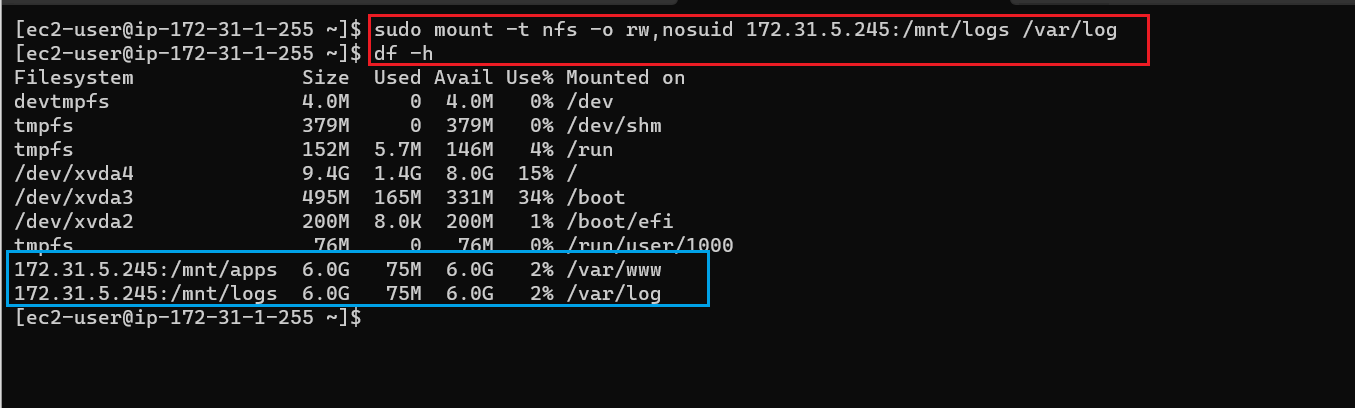 [ec2-user@ip-172-31-1-255 ~]$ sudo mount -t nfs -o rw,nosuid 172.31.5.245:/mnt/logs /var/log
[ec2-user@ip-172-31-1-255 ~]$ df -h
Filesystem              Size  Used Avail Use% Mounted on
devtmpfs                4.0M     0  4.0M   0% /dev
tmpfs                   379M     0  379M   0% /dev/shm
tmpfs                   152M  5.7M  146M   4% /run
/dev/xvda4              9.4G  1.4G  8.0G  15% /
/dev/xvda3              495M  165M  331M  34% /boot
/dev/xvda2              200M  8.0K  200M   1% /boot/efi
tmpfs                    76M     0   76M   0% /run/user/1000
172.31.5.245:/mnt/apps  6.0G   75M  6.0G   2% /var/www
172.31.5.245:/mnt/logs  6.0G   75M  6.0G   2% /var/log
[ec2-user@ip-172-31-1-255 ~]$